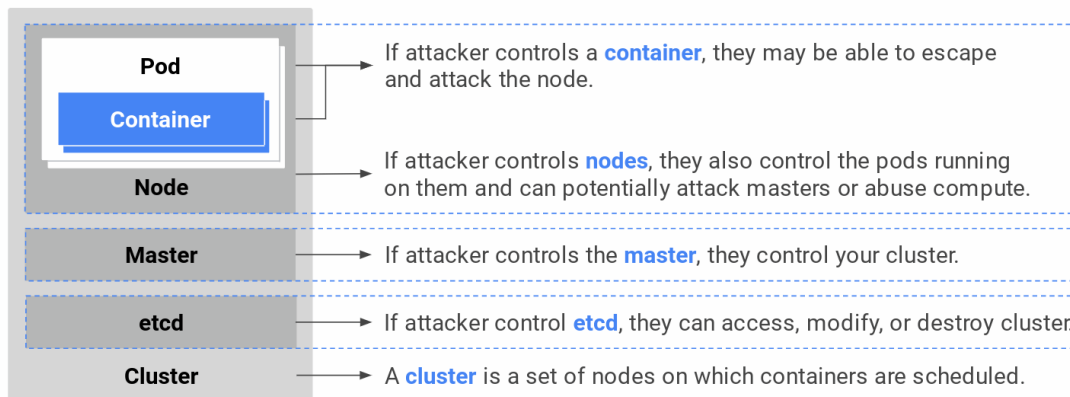 Pod
Container
Node
Master
etcd
Cluster
If attacker controls a container, they may be able to escape
and attack the node.
If attacker controls nodes, they also control the pods running
on them and can potentially attack masters or abuse compute.
If attacker controls the master, they control your cluster.
If attacker control etcd, they can access, modify, or destroy cluster.
A cluster is a set of nodes on which containers are scheduled.